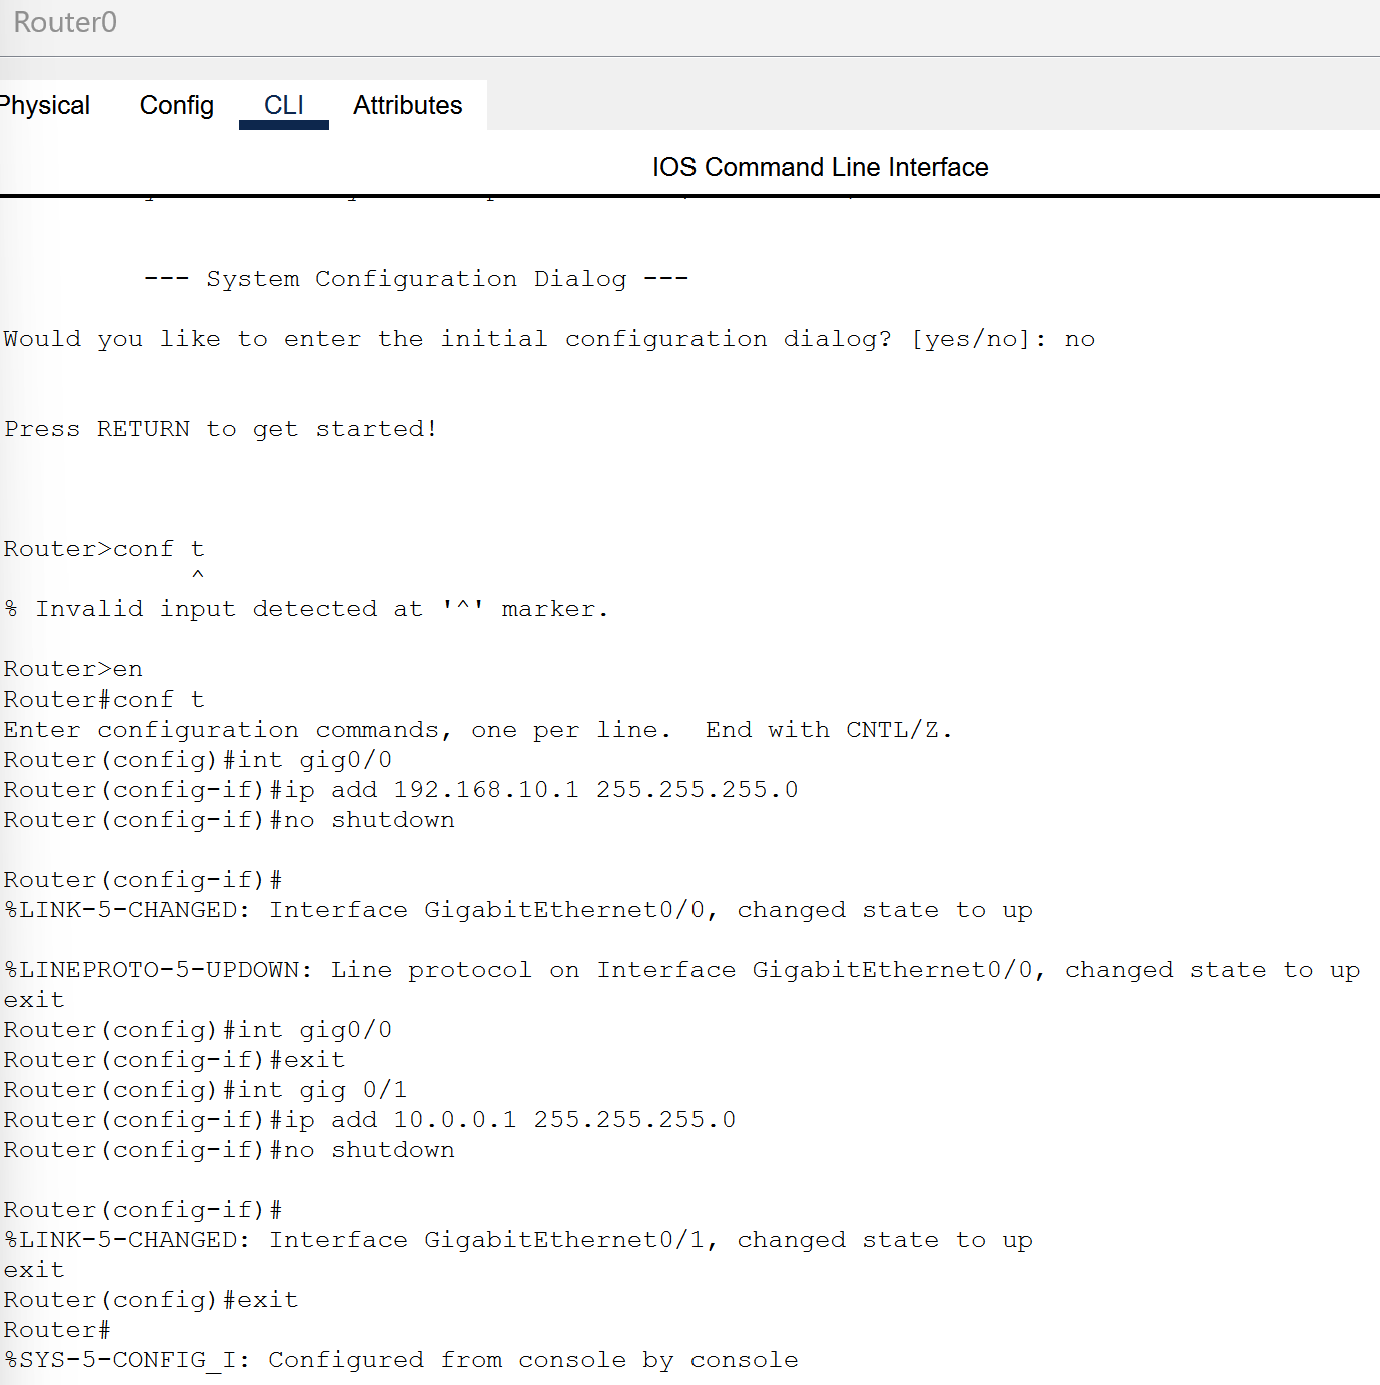 Router0
Physical Config CLI Attributes
IOS Command Line Interface
--- System Configuration Dialog ---
Would you like to enter the initial configuration dialog? [yes/no]: no
Press RETURN to get started!
Router>conf t
^
% Invalid input detected at '^' marker.
Router>en
Router#conf t
Enter configuration commands, one per line.  End with CNTL/Z.
Router(config)#int gig0/0
Router(config-if)#ip add 192.168.10.1 255.255.255.0
Router(config-if)#no shutdown
Router(config-if)#
%LINK-5-CHANGED: Interface GigabitEthernet0/0, changed state to up
%LINEPROTO-5-UPDOWN: Line protocol on Interface GigabitEthernet0/0, changed state to up
exit
Router(config)#int gig0/0
Router(config-if)#exit
Router(config)#int gig 0/1
Router(config-if)#ip add 10.0.0.1 255.255.255.0
Router(config-if)#no shutdown
Router(config-if)#
%LINK-5-CHANGED: Interface GigabitEthernet0/1, changed state to up
exit
Router(config)#exit
Router#
%SYS-5-CONFIG_I: Configured from console by console